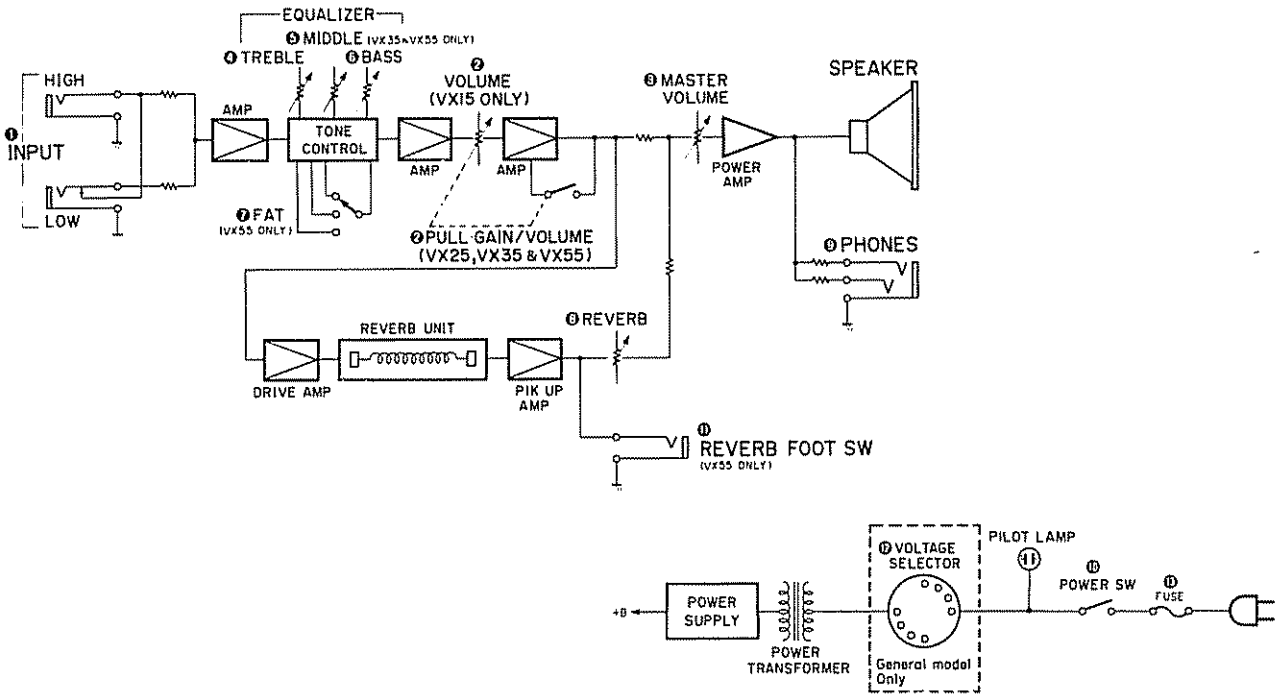 EQUALIZER
❺ MIDDLE (VX35 & VX55 ONLY)
❹ TREBLE
❻ BASS
❷
VOLUME
(VX15 ONLY)
❸ MASTER
VOLUME
SPEAKER
HIGH
❶
INPUT
LOW
AMP
TONE
CONTROL
AMP
AMP
POWER
AMP
❼ FAT
(VX55 ONLY)
❷ PULL GAIN/VOLUME
(VX25, VX35 & VX55)
❾ PHONES
❽ REVERB
REVERB UNIT
DRIVE AMP
PIK UP
AMP
REVERB FOOT SW
(VX55 ONLY)
PILOT LAMP
VOLTAGE
SELECTOR
POWER SW
FUSE
+B
POWER
SUPPLY
POWER
TRANSFORMER
General model
Only